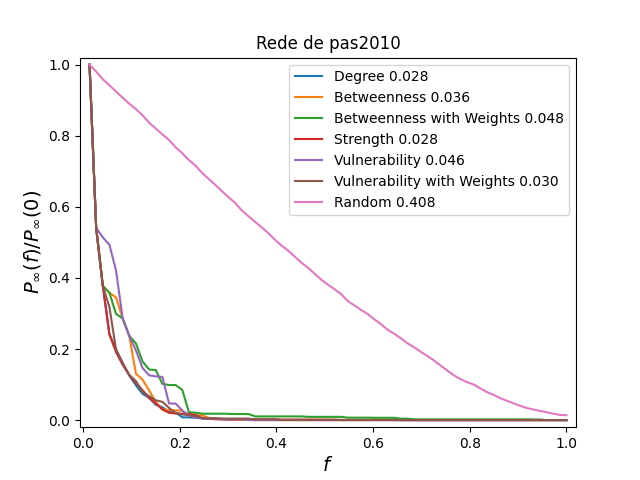 Rede de pas2010
1.0
0.8
0.6
0.4
0.2
0.0
P∞(f)/P∞(0)
Degree 0.028
Betweenness 0.036
Betweenness with Weights 0.048
Strength 0.028
Vulnerability 0.046
Vulnerability with Weights 0.030
Random 0.408
0.0 0.2 0.4 0.6 0.8 1.0
f